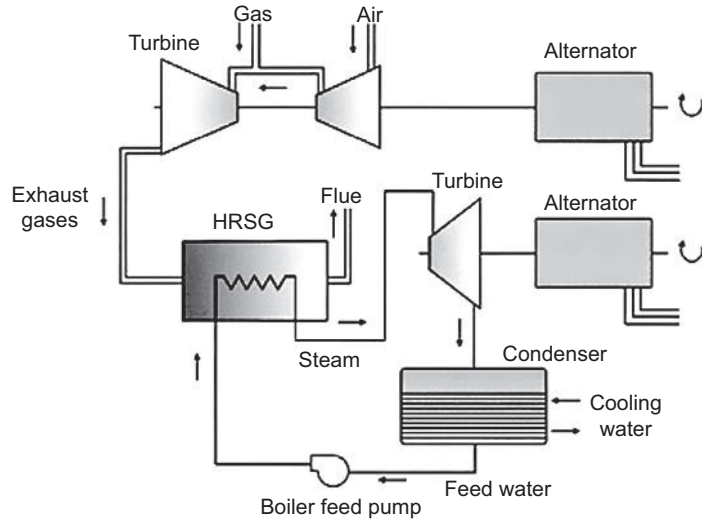 Gas
Air
Turbine
Alternator
Exhaust
gases
HRSG
Flue
Turbine
Alternator
Steam
Condenser
Cooling
water
Feed water
Boiler feed pump